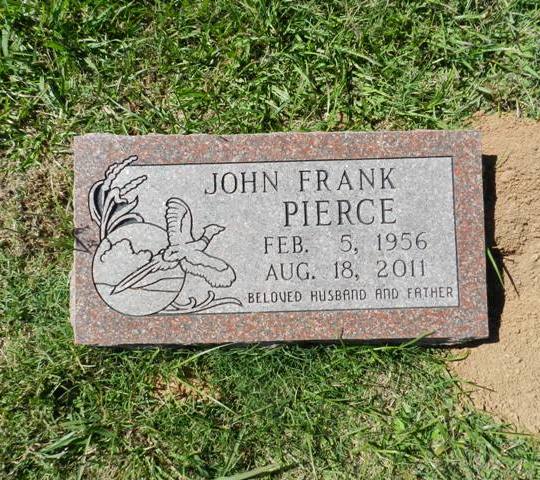 JOHN FRANK
PIERCE
FEB. 5, 1956
AUG. 18, 2011
BELOVED HUSBAND AND FATHER